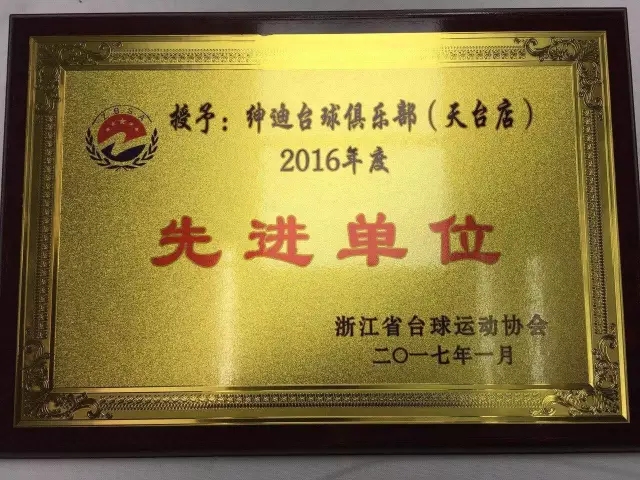 授予：绅迪台球俱乐部（天台店）
2016年度
先进单位
浙江省台球运动协会
二〇一七年一月